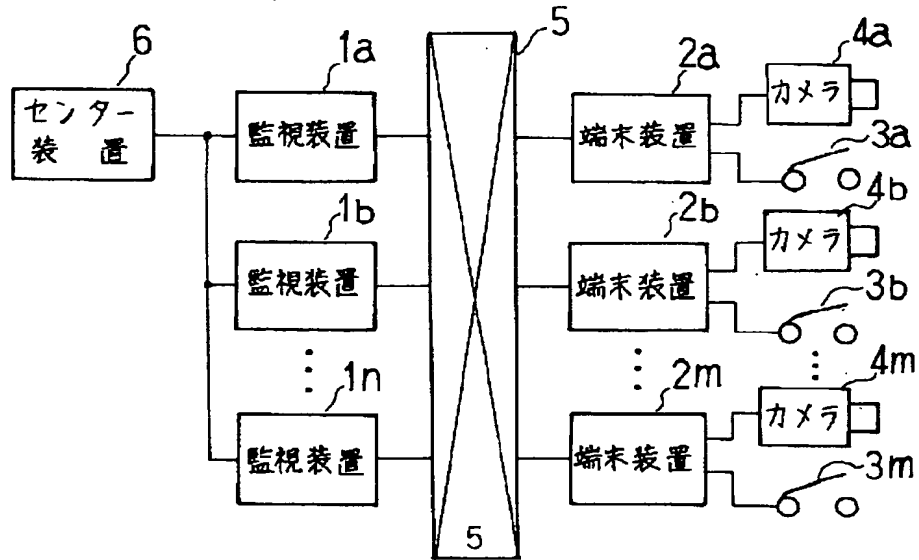 6
センター
装置
1a
監視装置
1b
監視装置
1n
監視装置
5
5
2a
端末装置
2b
端末装置
2m
端末装置
4a
カメラ
3a
4b
カメラ
3b
4m
カメラ
3m